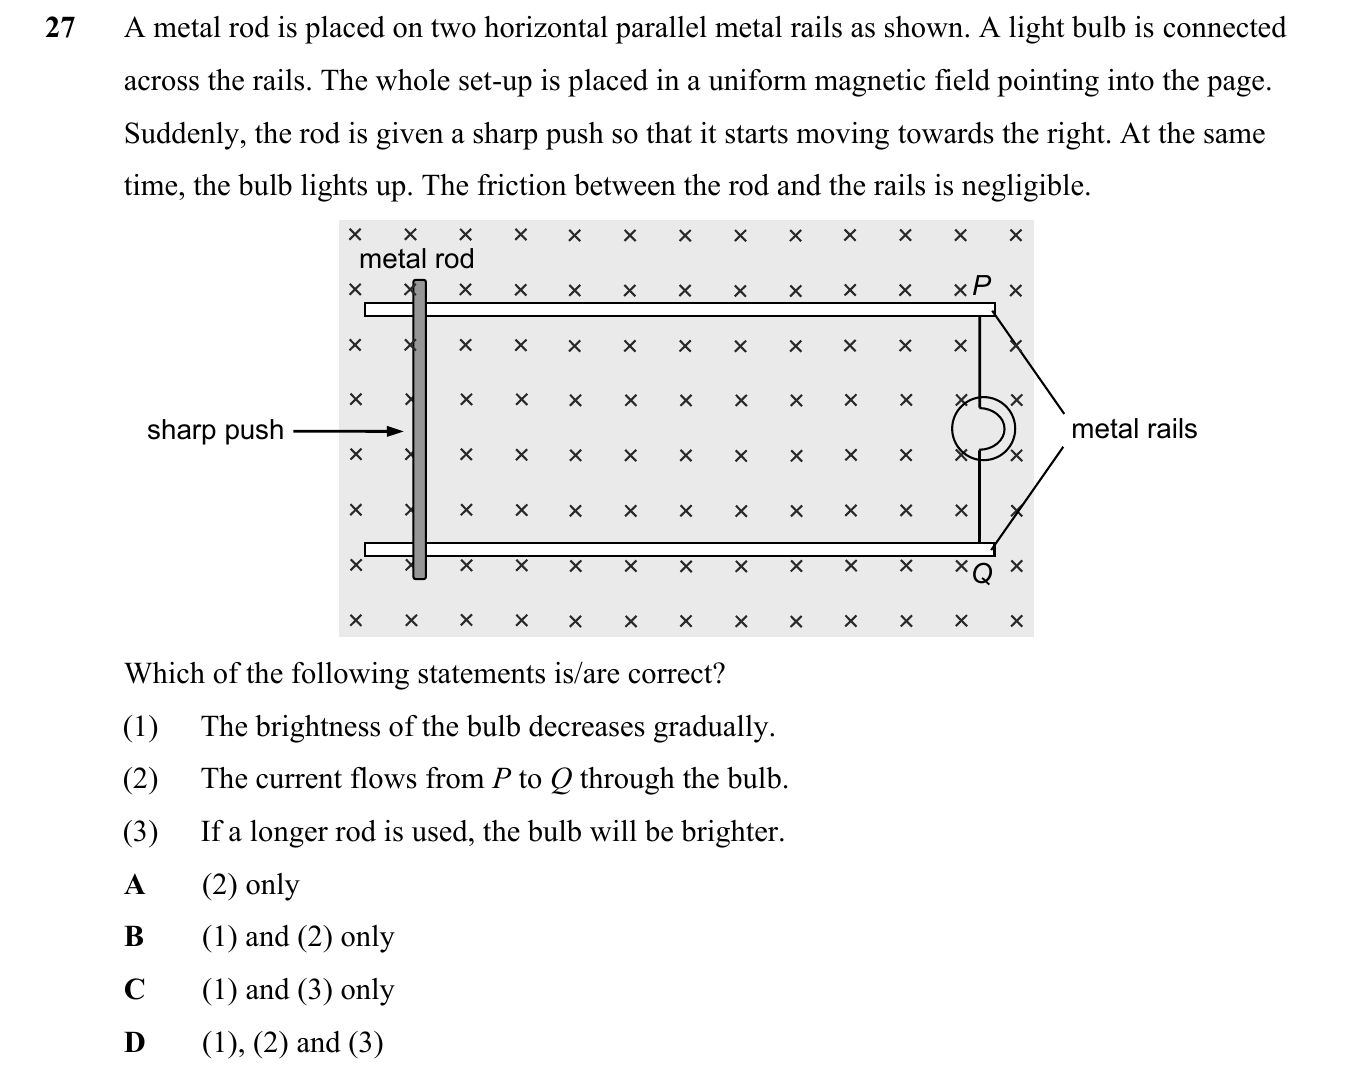 27 A metal rod is placed on two horizontal parallel metal rails as shown. A light bulb is connected
across the rails. The whole set-up is placed in a uniform magnetic field pointing into the page.
Suddenly, the rod is given a sharp push so that it starts moving towards the right. At the same
time, the bulb lights up. The friction between the rod and the rails is negligible.
metal rod
P
sharp push
metal rails
Q
Which of the following statements is/are correct?
(1) The brightness of the bulb decreases gradually.
(2) The current flows from P to Q through the bulb.
(3) If a longer rod is used, the bulb will be brighter.
A (2) only
B (1) and (2) only
C (1) and (3) only
D (1), (2) and (3)